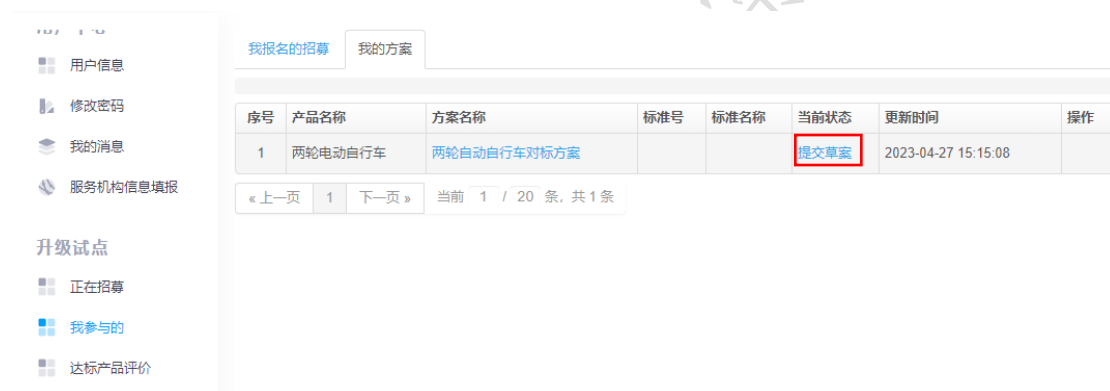 用户信息
修改密码
我的消息
服务机构信息填报
升级试点
正在招募
我参与的
达标产品评价
我报名的招募 我的方案
序号 产品名称 方案名称 标准号 标准名称 当前状态 更新时间 操作
1 两轮电动自行车 两轮自动自行车对标方案 提交草案 2023-04-27 15:15:08
«上一页 1 下一页» 当前 1 / 20 条, 共 1 条